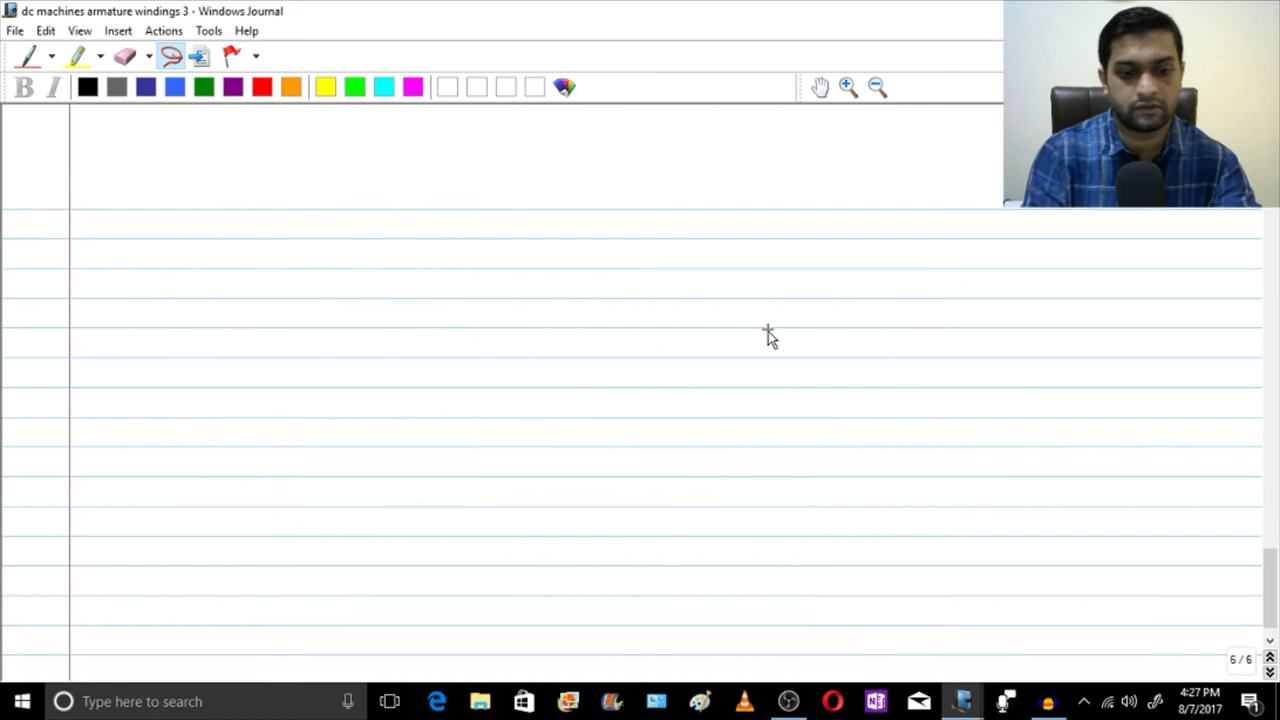 dc machines armature windings 3 - Windows Journal
File Edit View Insert Actions Tools Help
B I
6 / 6
Type here to search
4:27 PM
8/7/2017